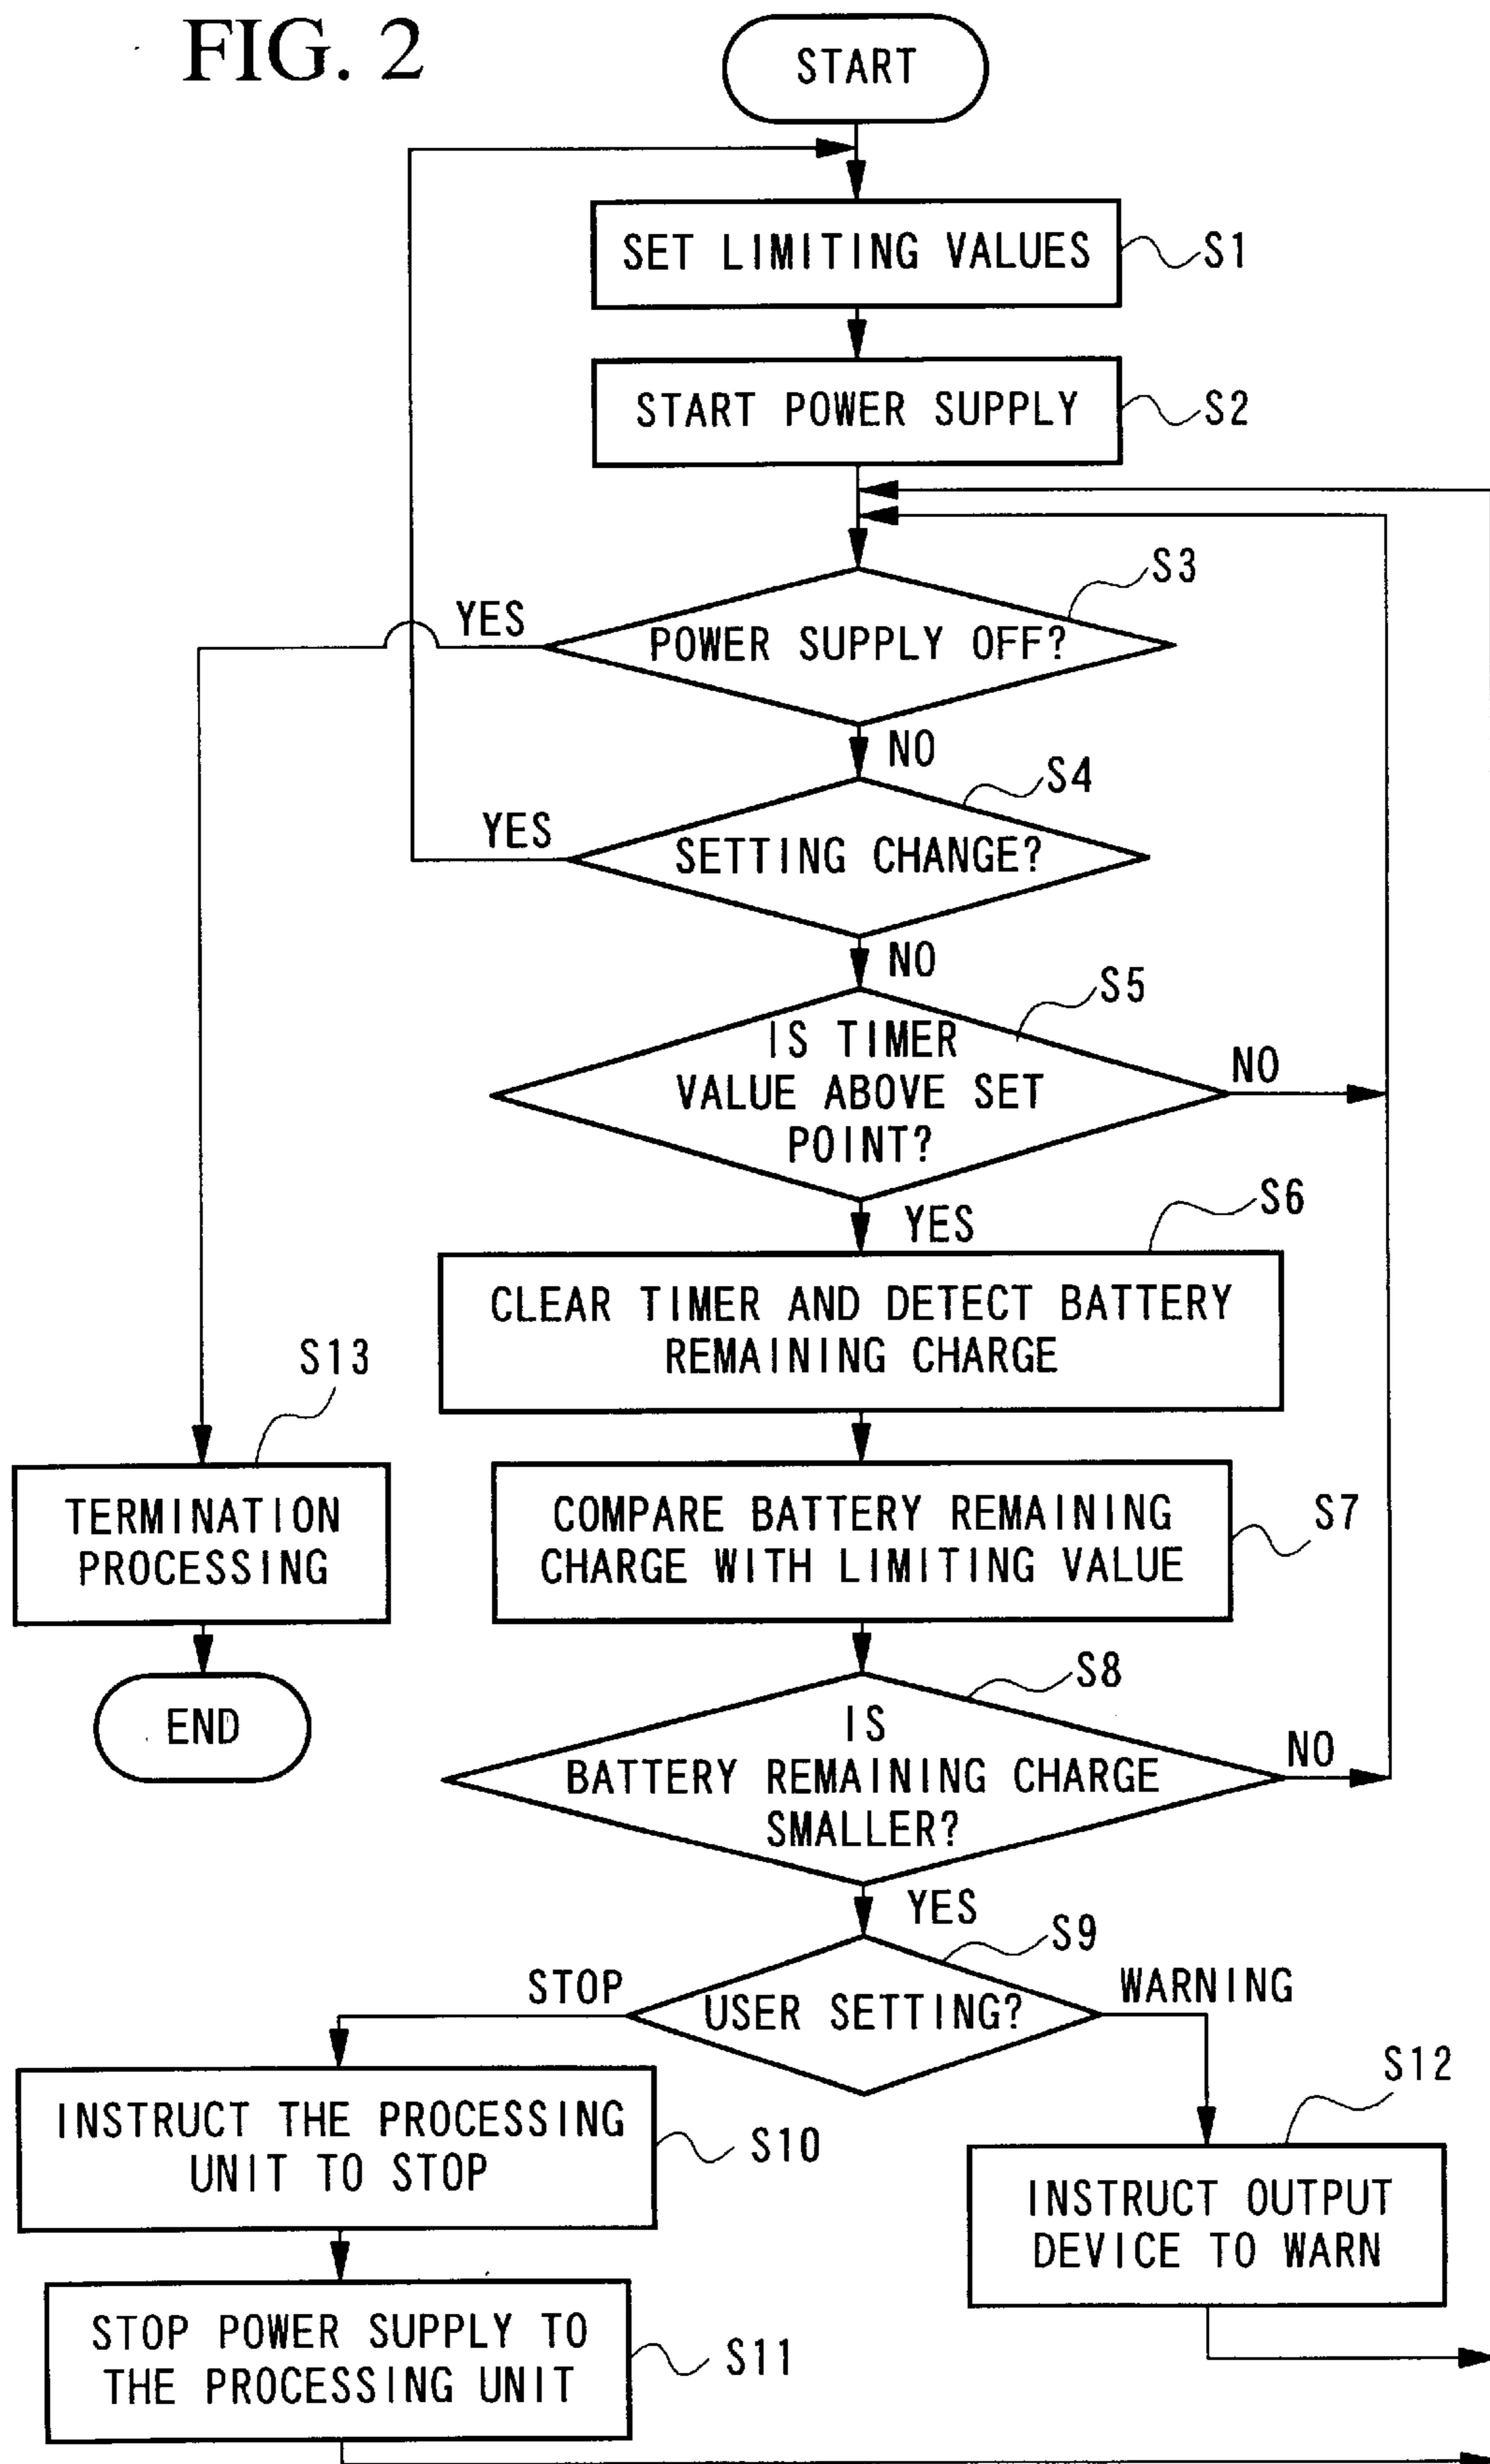 FIG. 2
START
SET LIMITING VALUES
S1
START POWER SUPPLY
S2
S3
YES
POWER SUPPLY OFF?
NO
S4
YES
SETTING CHANGE?
NO
S5
IS TIMER
VALUE ABOVE SET
POINT?
NO
YES
S6
CLEAR TIMER AND DETECT BATTERY
REMAINING CHARGE
S13
TERMINATION
PROCESSING
COMPARE BATTERY REMAINING
CHARGE WITH LIMITING VALUE
S7
END
S8
IS
BATTERY REMAINING CHARGE
SMALLER?
NO
YES
S9
STOP
USER SETTING?
WARNING
INSTRUCT THE PROCESSING
UNIT TO STOP
S10
S12
INSTRUCT OUTPUT
DEVICE TO WARN
STOP POWER SUPPLY TO
THE PROCESSING UNIT
S11